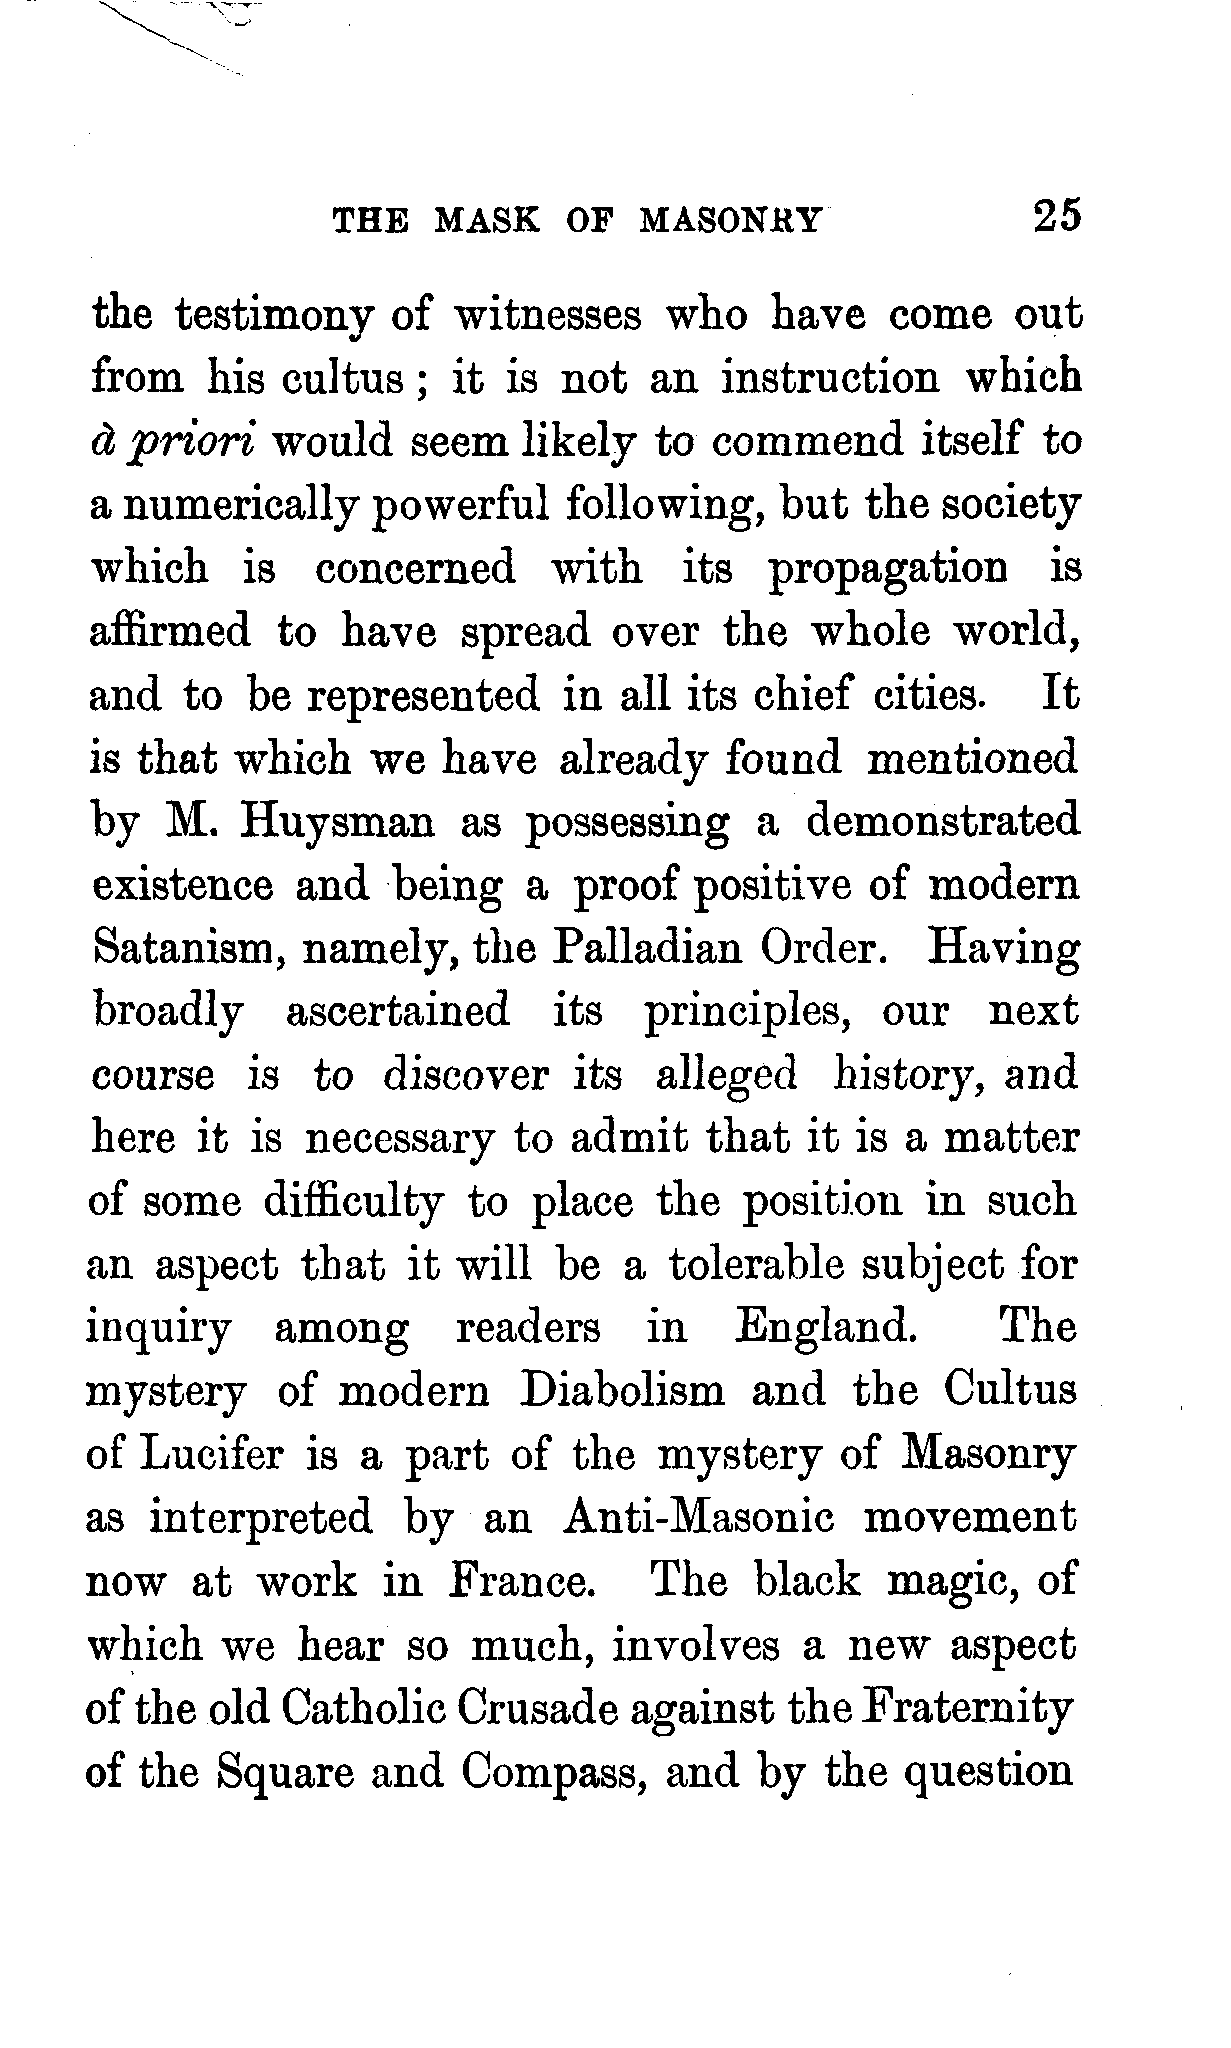 THE MASK OF MASONRY 25
the testimony of witnesses who have come out
from his cultus ; it is not an instruction which
à priori would seem likely to commend itself to
a numerically powerful following, but the society
which is concerned with its propagation is
affirmed to have spread over the whole world,
and to be represented in all its chief cities. It
is that which we have already found mentioned
by M. Huysman as possessing a demonstrated
existence and being a proof positive of modern
Satanism, namely, the Palladian Order. Having
broadly ascertained its principles, our next
course is to discover its alleged history, and
here it is necessary to admit that it is a matter
of some difficulty to place the position in such
an aspect that it will be a tolerable subject for
inquiry among readers in England. The
mystery of modern Diabolism and the Cultus
of Lucifer is a part of the mystery of Masonry
as interpreted by an Anti-Masonic movement
now at work in France. The black magic, of
which we hear so much, involves a new aspect
of the old Catholic Crusade against the Fraternity
of the Square and Compass, and by the question